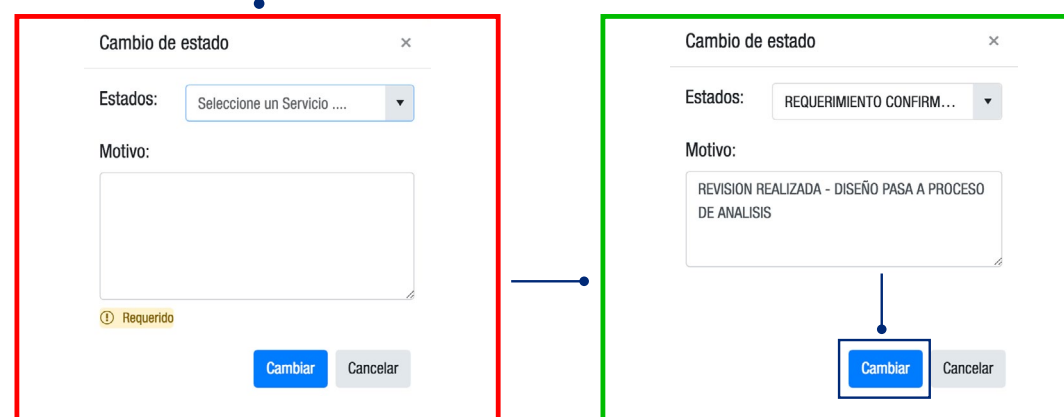 Cambio de estado ×
Estados: Seleccione un Servicio ....
Motivo:
Requerido
Cambiar Cancelar
Cambio de estado ×
Estados: REQUERIMIENTO CONFIRM...
Motivo:
REVISION REALIZADA - DISEÑO PASA A PROCESO
DE ANALISIS
Cambiar Cancelar